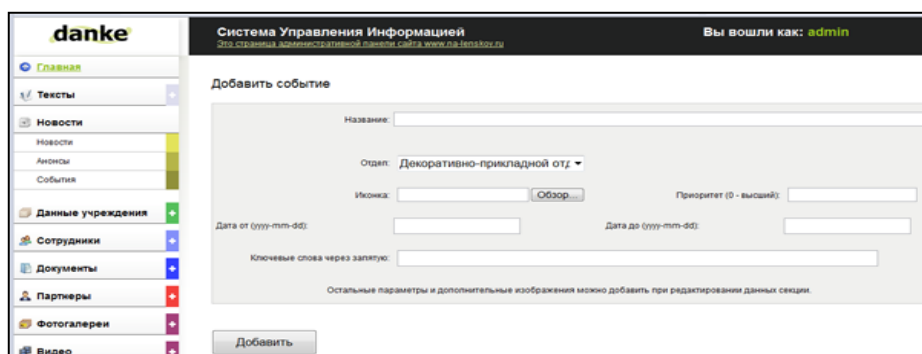 danke
Система Управления Информацией
Это страница административной панели сайта www.na-lenskoy.ru
Вы вошли как: admin
Главная
Тексты
Новости
Новости
Анонсы
События
Данные учреждения
Сотрудники
Документы
Партнеры
Фотогалереи
Видео
Добавить событие
Название:
Отдел: Декоративно-прикладной отд
Иконка: Обзор... Приоритет (0 - высший):
Дата от (yyyy-mm-dd): Дата до (yyyy-mm-dd):
Ключевые слова через запятую:
Остальные параметры и дополнительные изображения можно добавить при редактировании данных секции.
Добавить